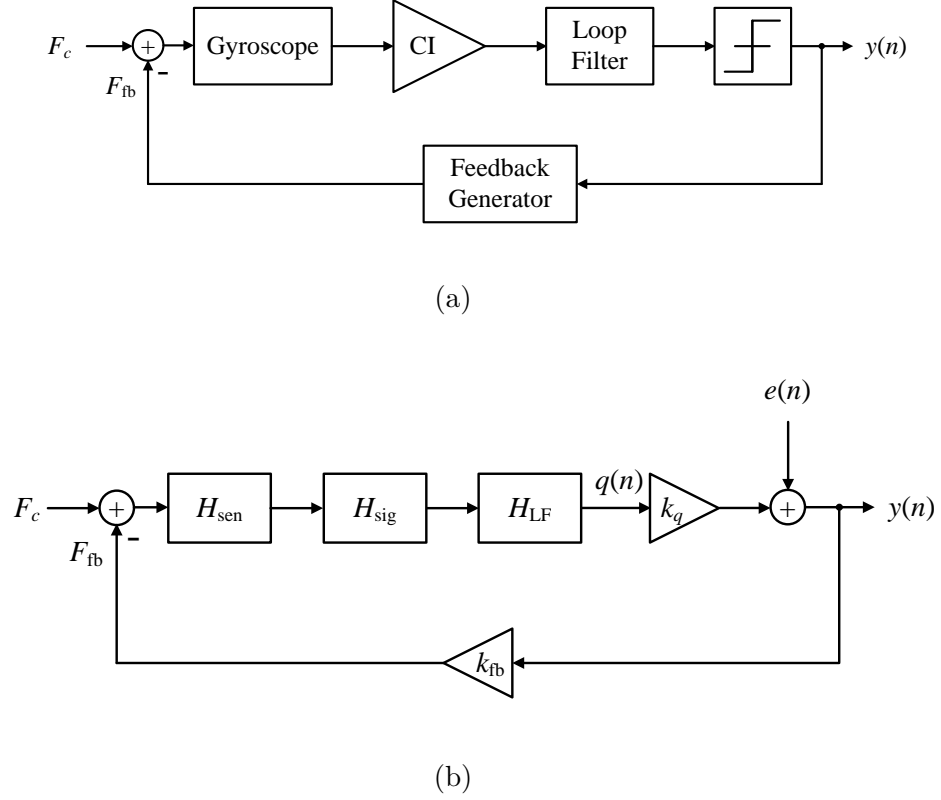 F_c
+
-
F_fb
Gyroscope
CI
Loop
Filter
y(n)
Feedback
Generator
(a)
e(n)
F_c
+
-
F_fb
H_sen
H_sig
H_LF
q(n)
k_q
+
y(n)
k_fb
(b)